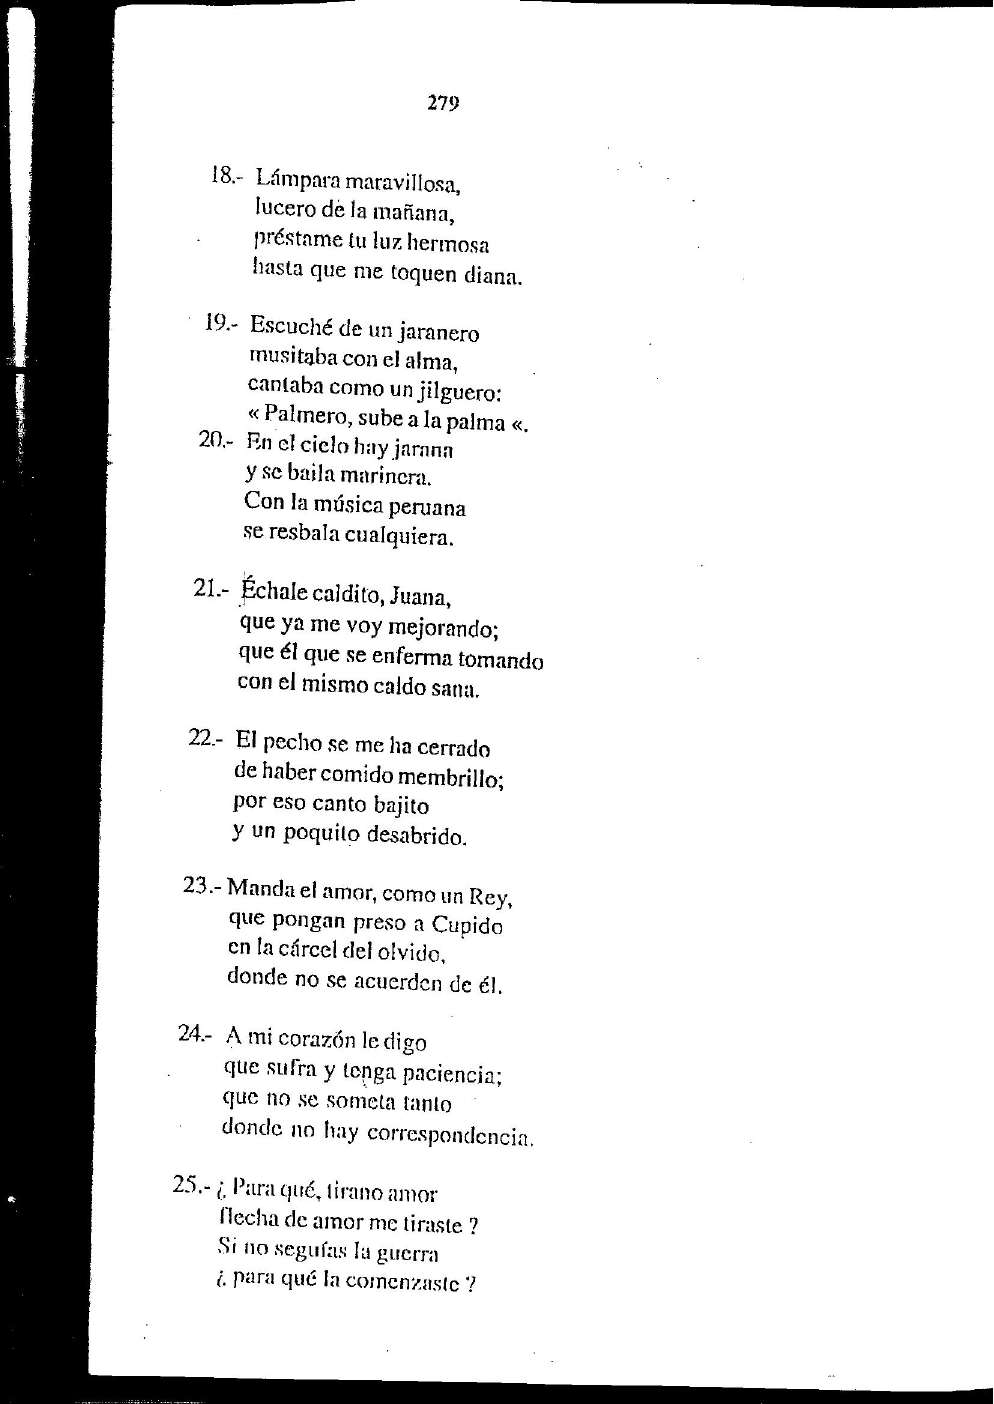 279
18.- Lámpara maravillosa,
lucero de la mañana,
préstame tu luz hermosa
hasta que me toquen diana.
19.- Escuché de un jaranero
musitaba con el alma,
cantaba como un jilguero:
« Palmero, sube a la palma «.
20.- En el cielo hay jarana
y se baila marinera.
Con la música peruana
se resbala cualquiera.
21.- Échale caldito, Juana,
que ya me voy mejorando;
que él que se enferma tomando
con el mismo caldo sana.
22.- El pecho se me ha cerrado
de haber comido membrillo;
por eso canto bajito
y un poquito desabrido.
23.- Manda el amor, como un Rey,
que pongan preso a Cupido
en la cárcel del olvido,
donde no se acuerden de él.
24.- A mi corazón le digo
que sufra y tenga paciencia;
que no se someta tanto
donde no hay correspondencia.
25.- ¿ Para qué, tirano amor
flecha de amor me tiraste ?
Si no seguías la guerra
¿ para qué la comenzaste ?